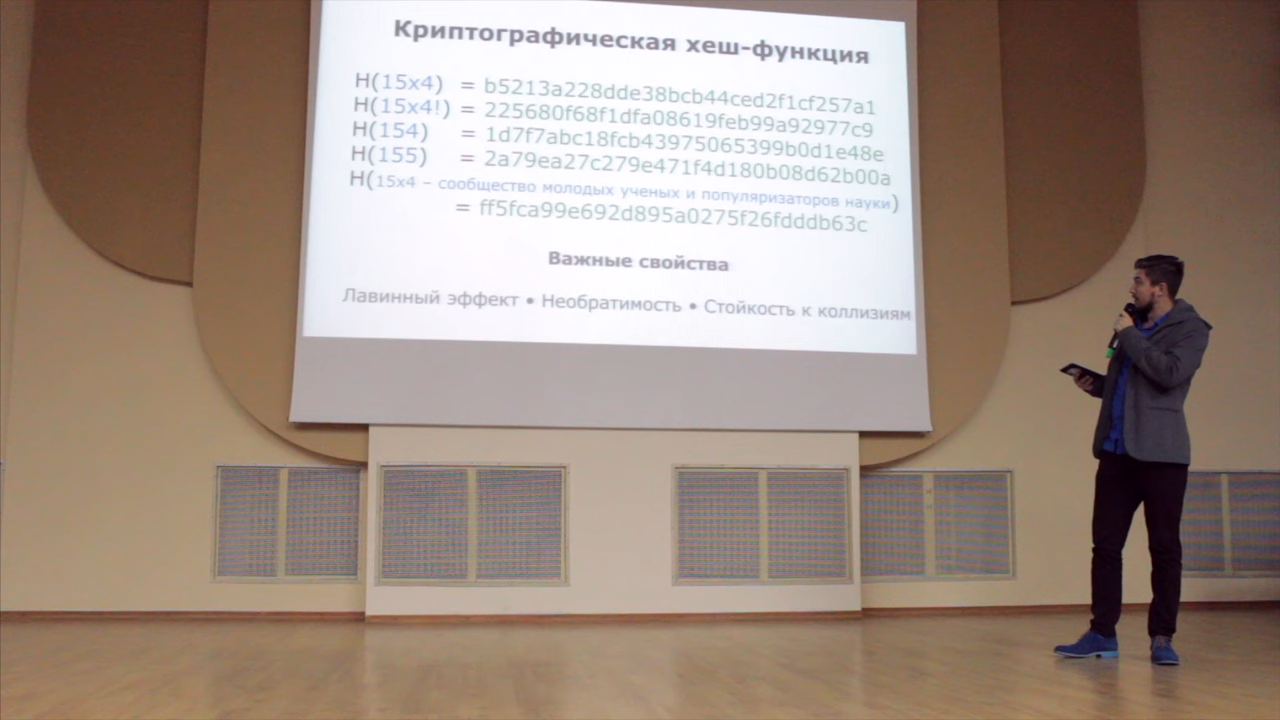 Криптографическая хеш-функция
H(15x4) = b5213a228dde38bcb44ced2f1cf257a1
H(15x4!) = 225680f68f1dfa08619feb99a92977c9
H(154) = 1d7f7abc18fcb43975065399b0d1e48e
H(155) = 2a79ea27c279e471f4d180b08d62b00a
H(15x4 – сообщество молодых ученых и популяризаторов науки)
= ff5fca99e692d895a0275f26fdddb63c
Важные свойства
Лавинный эффект • Необратимость • Стойкость к коллизиям